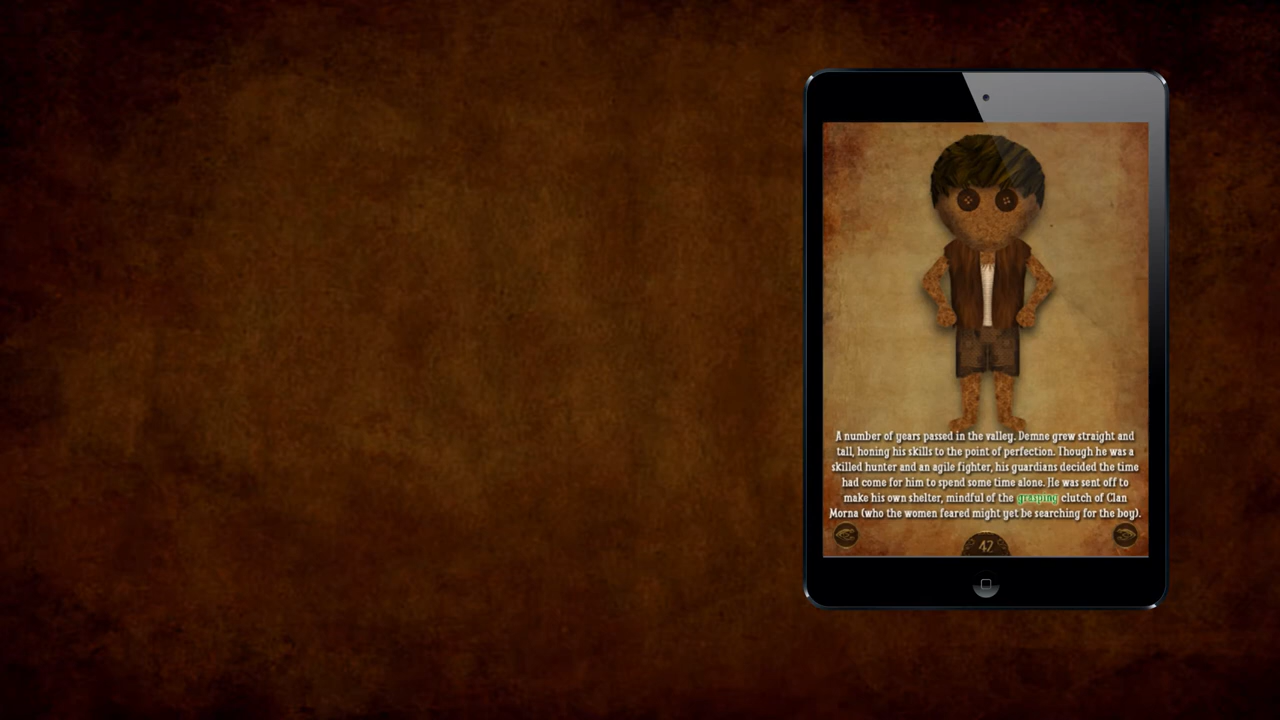 A number of years passed in the valley. Demne grew straight and
tall, honing his skills to the point of perfection. Though he was a
skilled hunter and an agile fighter, his guardians decided the time
had come for him to spend some time alone. He was sent off to
make his own shelter, mindful of the grasping clutch of Clan
Morna (who the women feared might yet be searching for the boy).
42